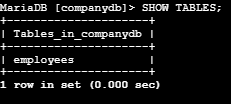 MariaDB [companydb]> SHOW TABLES;
+---------------------+
| Tables_in_companydb |
+---------------------+
| employees           |
+---------------------+
1 row in set (0.000 sec)